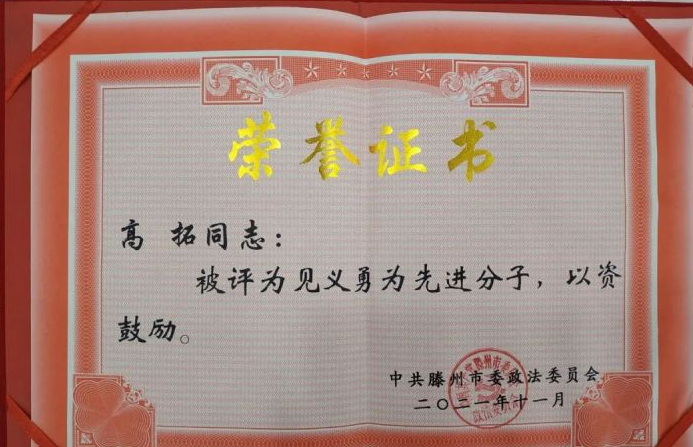 荣誉证书
高 拓同志：
被评为见义勇为先进分子，以资
鼓励。
中共滕州市委政法委员会
二〇二一年十一月